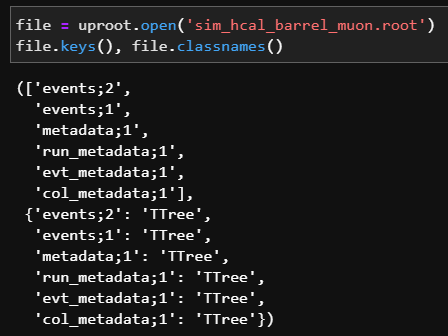 file = uproot.open('sim_hcal_barrel_muon.root')
file.keys(), file.classnames()
(['events;2',
'events;1',
'metadata;1',
'run_metadata;1',
'evt_metadata;1',
'col_metadata;1'],
{'events;2': 'TTree',
'events;1': 'TTree',
'metadata;1': 'TTree',
'run_metadata;1': 'TTree',
'evt_metadata;1': 'TTree',
'col_metadata;1': 'TTree'})